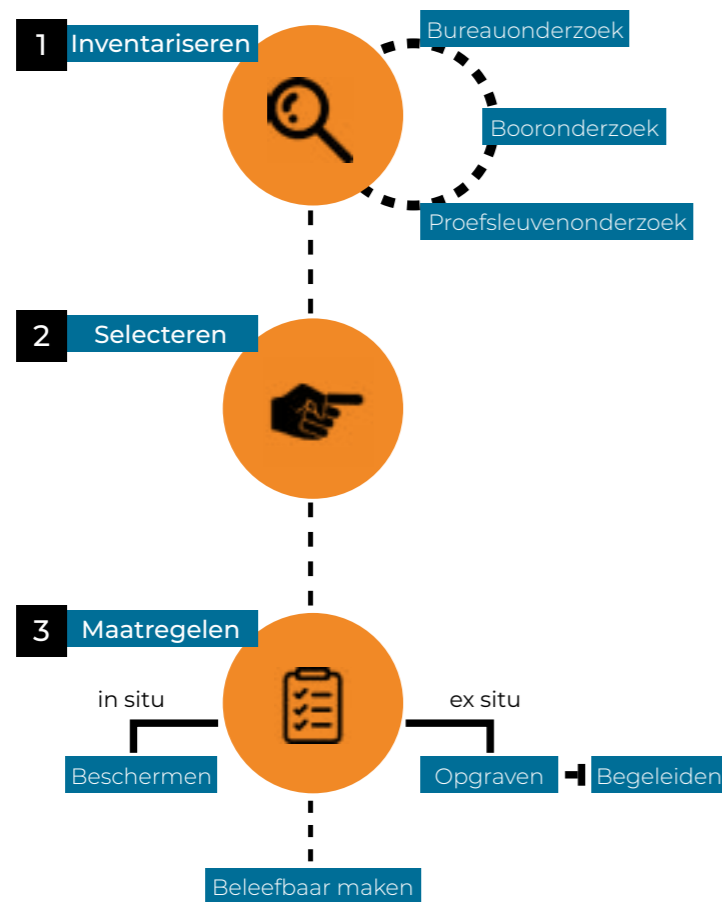 1 Inventariseren
Bureauonderzoek
Booronderzoek
Proefsleuvenonderzoek
2 Selecteren
3 Maatregelen
in situ
ex situ
Beschermen
Opgraven
Begeleiden
Beleefbaar maken